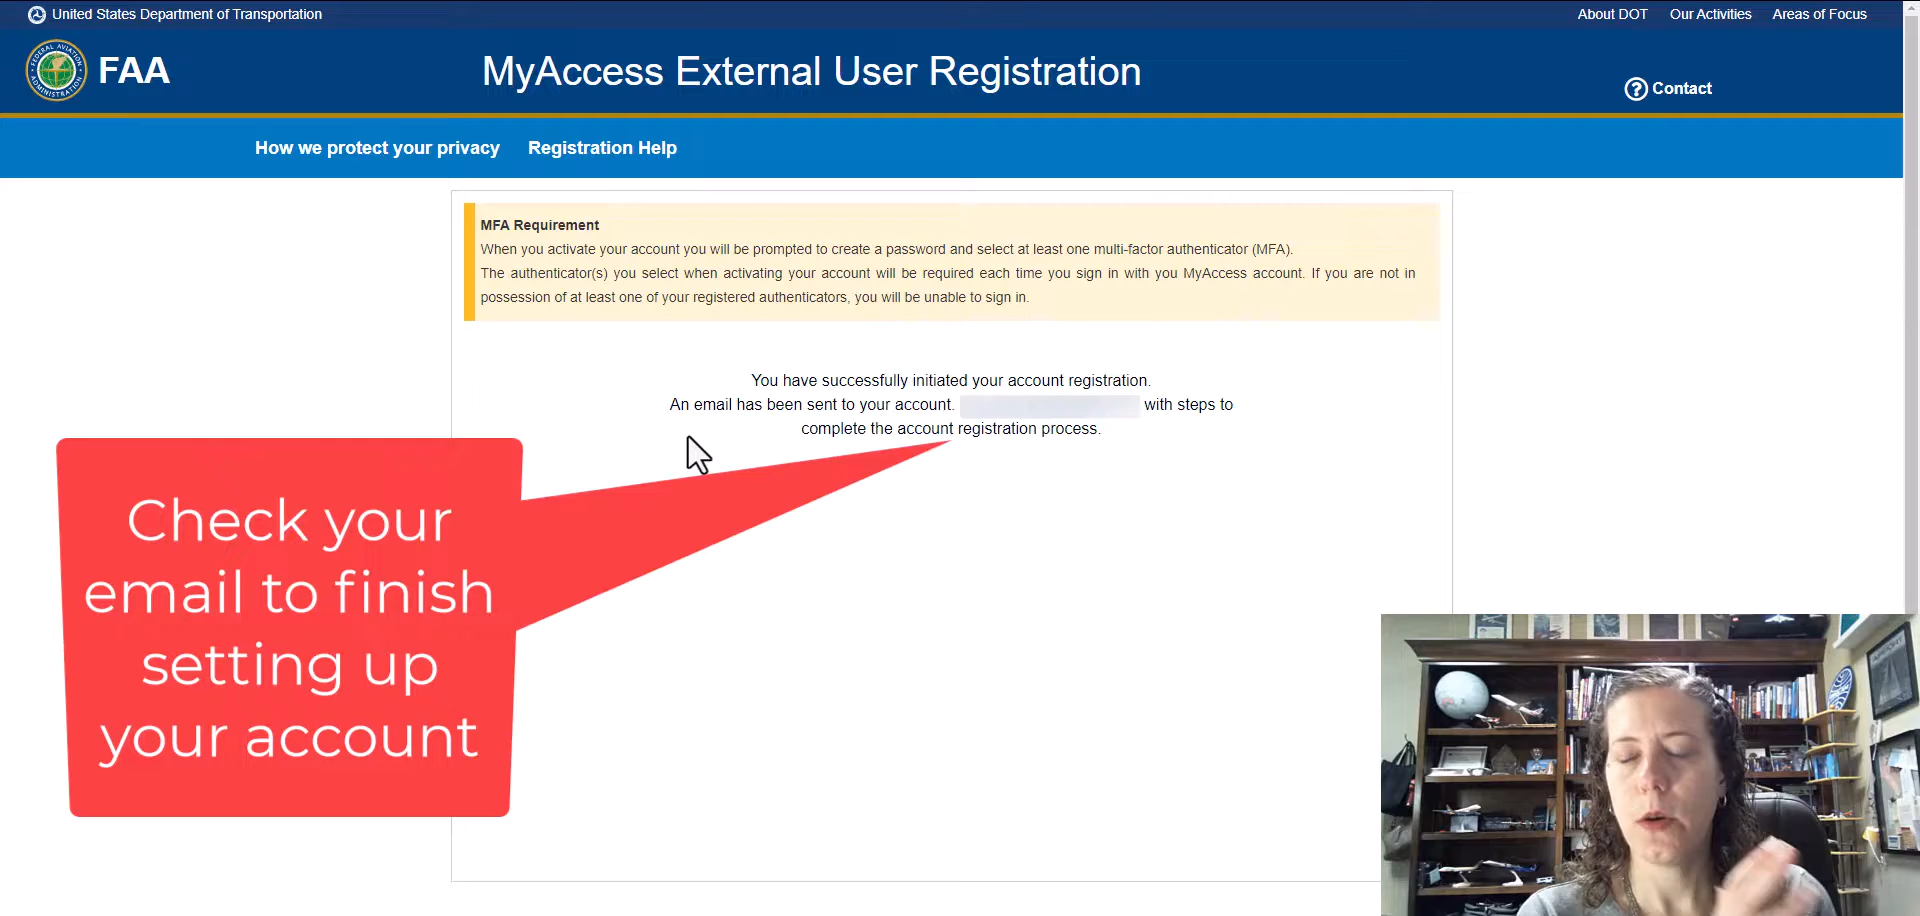 United States Department of Transportation
About DOT Our Activities Areas of Focus
FAA
MyAccess External User Registration
Contact
How we protect your privacy Registration Help
MFA Requirement
When you activate your account you will be prompted to create a password and select at least one multi-factor authenticator (MFA).
The authenticator(s) you select when activating your account will be required each time you sign in with you MyAccess account. If you are not in
possession of at least one of your registered authenticators, you will be unable to sign in.
You have successfully initiated your account registration.
An email has been sent to your account. with steps to
complete the account registration process.
Check your
email to finish
setting up
your account